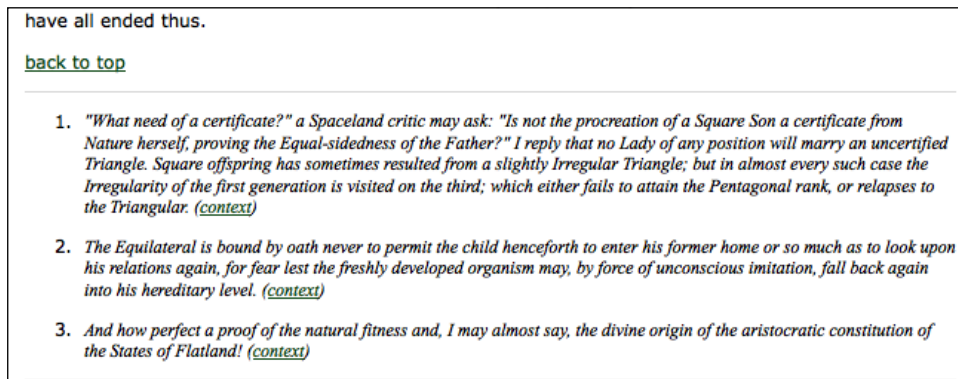 have all ended thus.
back to top
1. "What need of a certificate?" a Spaceland critic may ask: "Is not the procreation of a Square Son a certificate from
Nature herself, proving the Equal-sidedness of the Father?" I reply that no Lady of any position will marry an uncertified
Triangle. Square offspring has sometimes resulted from a slightly Irregular Triangle; but in almost every such case the
Irregularity of the first generation is visited on the third; which either fails to attain the Pentagonal rank, or relapses to
the Triangular. (context)
2. The Equilateral is bound by oath never to permit the child henceforth to enter his former home or so much as to look upon
his relations again, for fear lest the freshly developed organism may, by force of unconscious imitation, fall back again
into his hereditary level. (context)
3. And how perfect a proof of the natural fitness and, I may almost say, the divine origin of the aristocratic constitution of
the States of Flatland! (context)